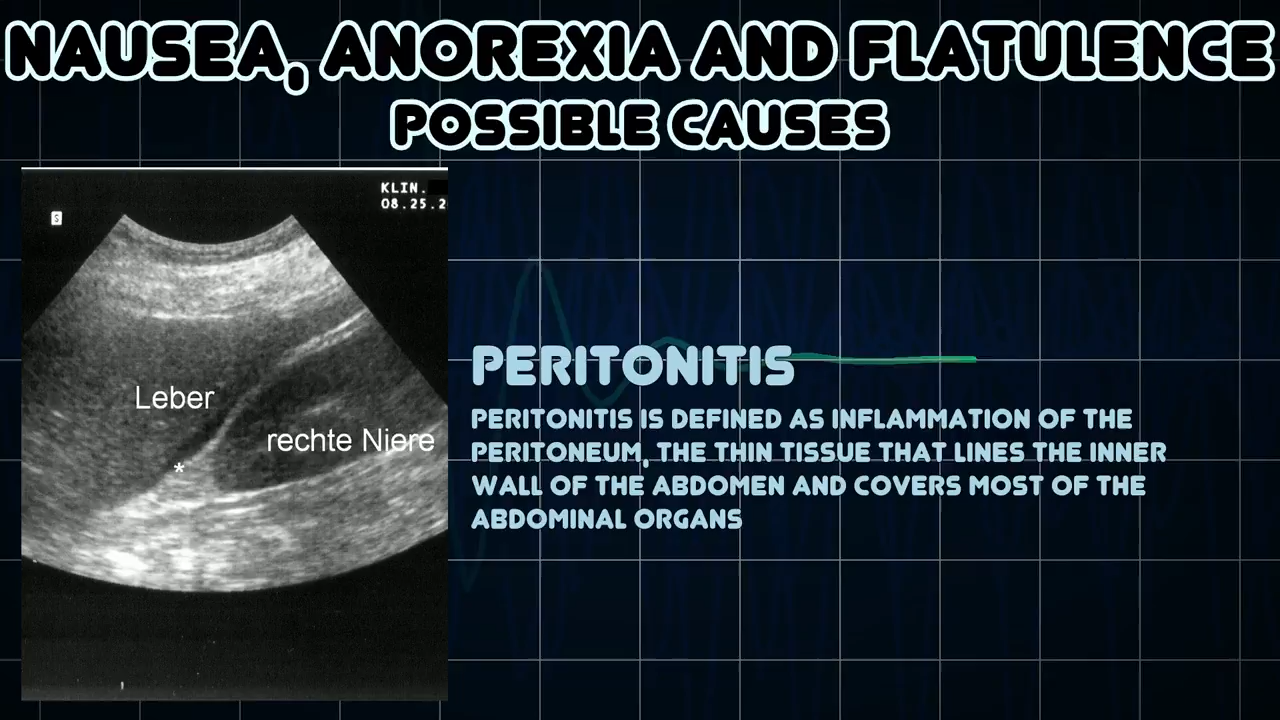 NAUSEA, ANOREXIA AND FLATULENCE
POSSIBLE CAUSES
KLIN.
08.25.2
S
Leber
rechte Niere
*
PERITONITIS
PERITONITIS IS DEFINED AS INFLAMMATION OF THE
PERITONEUM, THE THIN TISSUE THAT LINES THE INNER
WALL OF THE ABDOMEN AND COVERS MOST OF THE
ABDOMINAL ORGANS